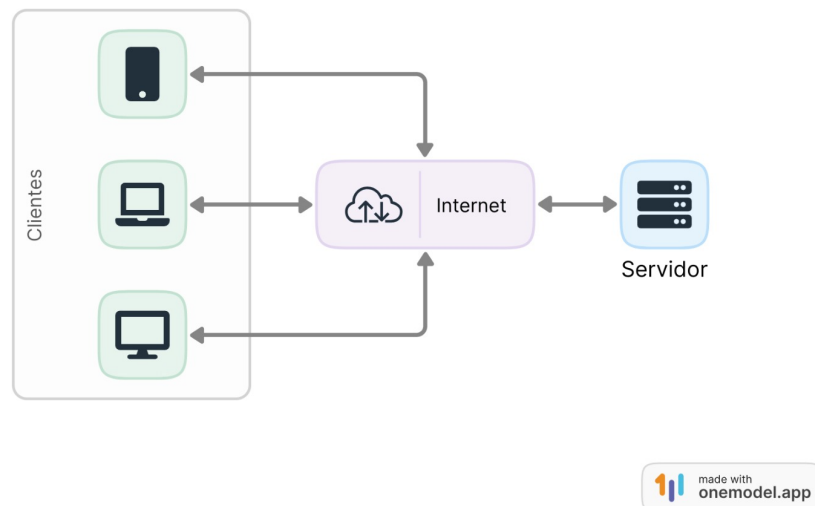 Clientes
Internet
Servidor
made with
onemodel.app